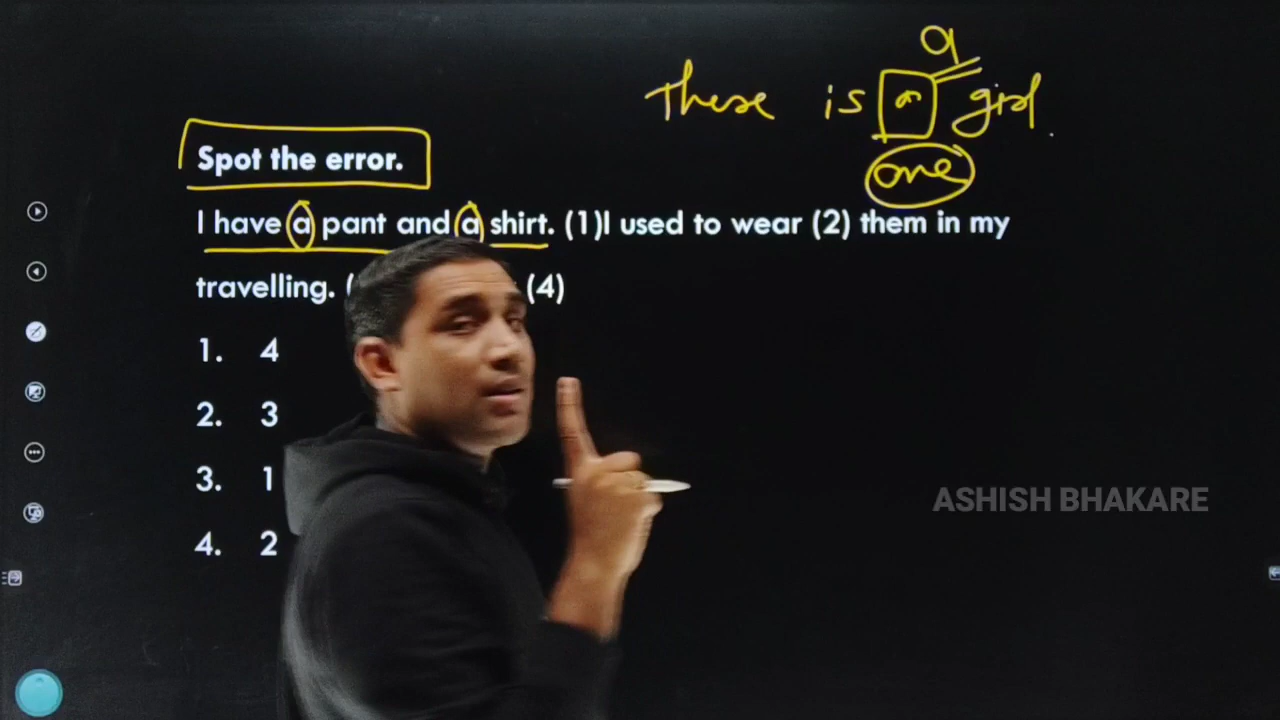 a
There is a girl.
one
Spot the error.
I have a pant and a shirt. (1)I used to wear (2) them in my
travelling. ( (4)
1. 4
2. 3
3. 1
4. 2
ASHISH BHAKARE